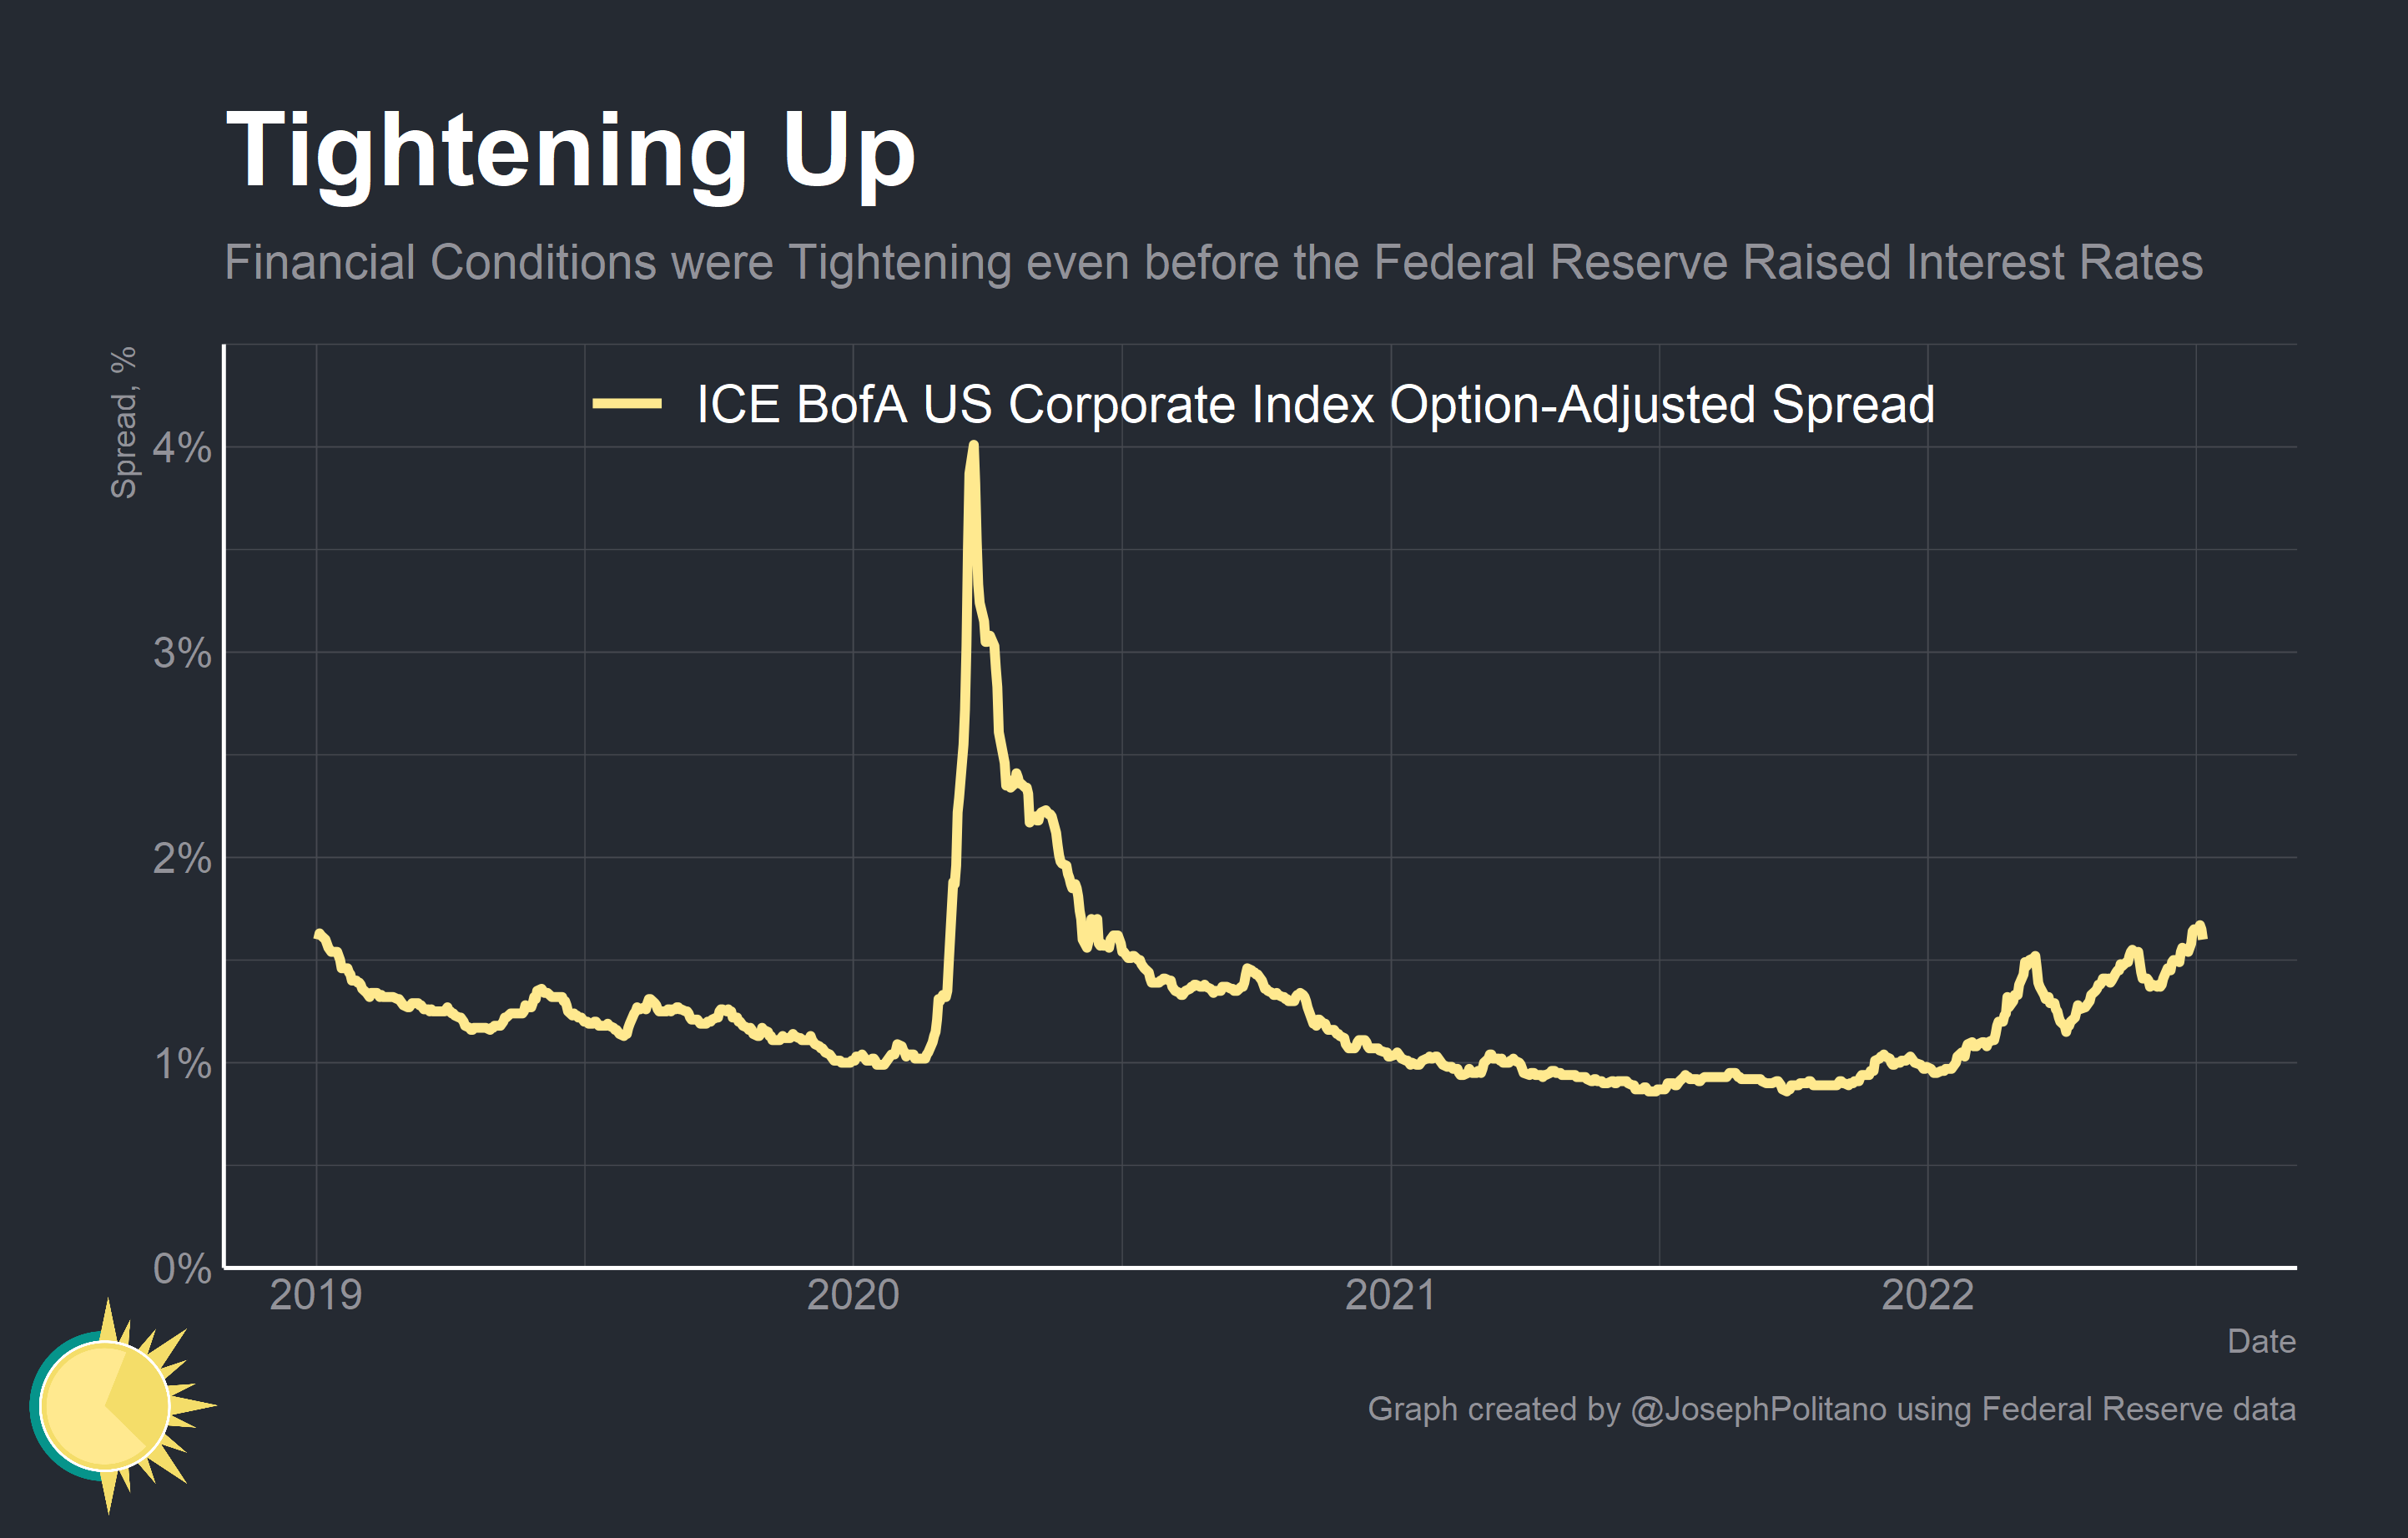 Tightening Up
Financial Conditions were Tightening even before the Federal Reserve Raised Interest Rates
Spread, %
ICE BofA US Corporate Index Option-Adjusted Spread
4%
3%
2%
1%
0%
2019
2020
2021
2022
Date
Graph created by @JosephPolitano using Federal Reserve data